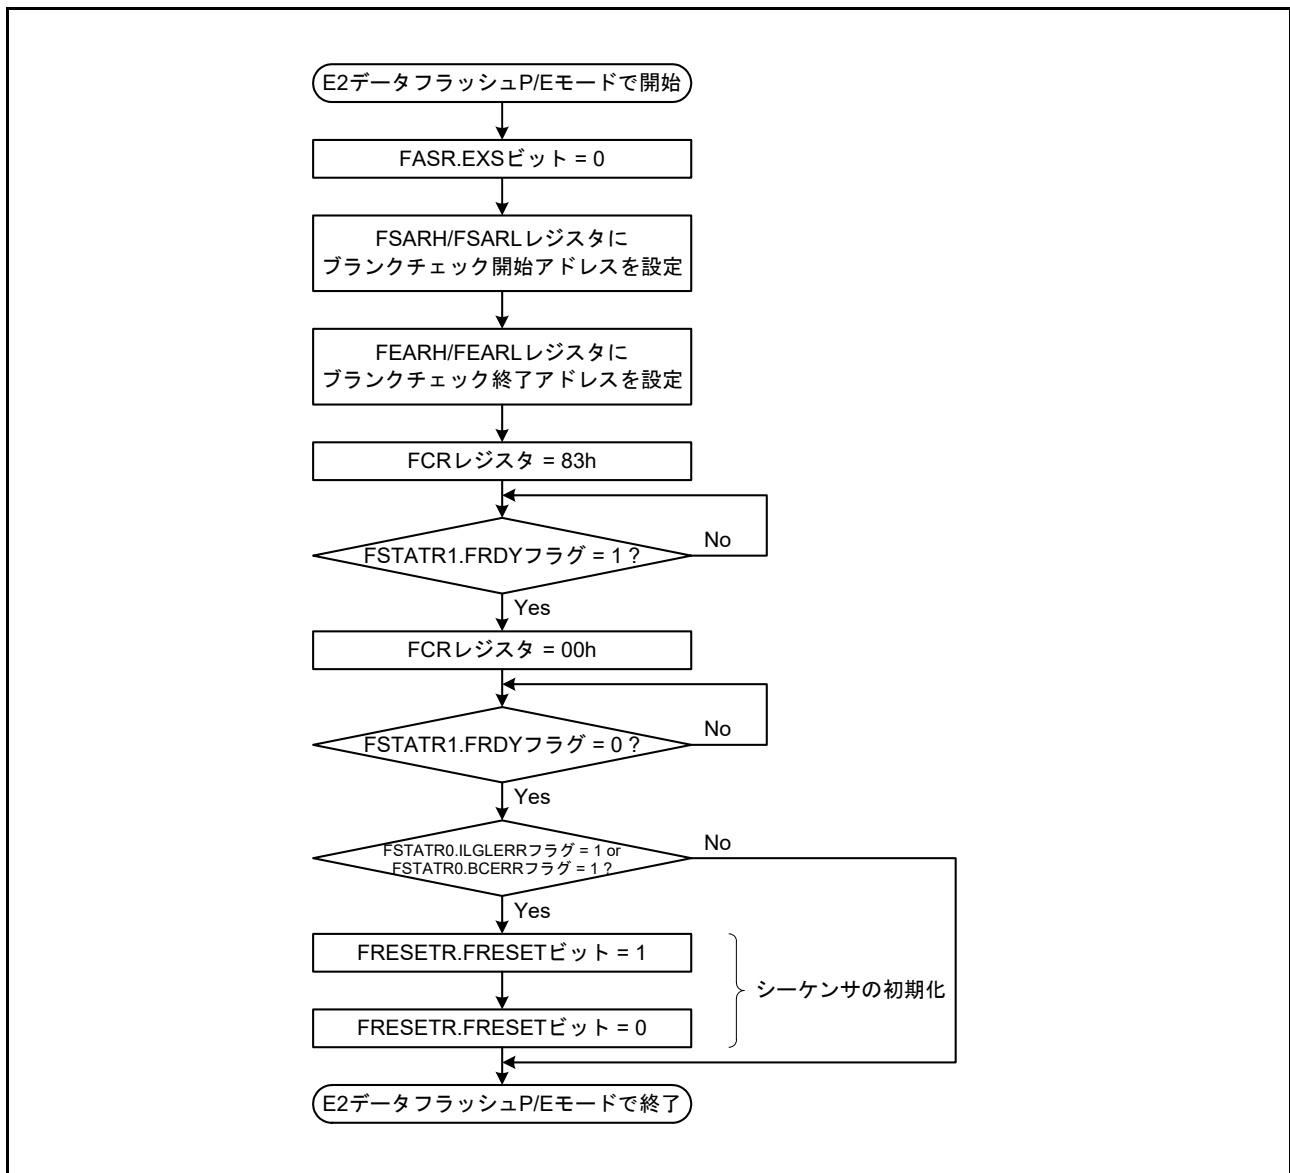 E2データフラッシュP/Eモードで開始
FASR.EXSビット = 0
FSARH/FSARLレジスタに
ブランクチェック開始アドレスを設定
FEARH/FEARLレジスタに
ブランクチェック終了アドレスを設定
FCRレジスタ = 83h
FSTATR1.FRDYフラグ = 1 ?
No
Yes
FCRレジスタ = 00h
FSTATR1.FRDYフラグ = 0 ?
No
Yes
FSTATR0.ILGLERRフラグ = 1 or
FSTATR0.BCERRフラグ = 1 ?
No
Yes
FRESETR.FRESETビット = 1
シーケンサの初期化
FRESETR.FRESETビット = 0
E2データフラッシュP/Eモードで終了